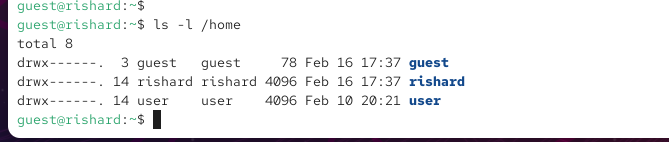 guest@rishard:~$
guest@rishard:~$ ls -l /home
total 8
drwx------.  3 guest   guest     78 Feb 16 17:37 guest
drwx------. 14 rishard rishard 4096 Feb 16 17:37 rishard
drwx------. 14 user    user    4096 Feb 10 20:21 user
guest@rishard:~$